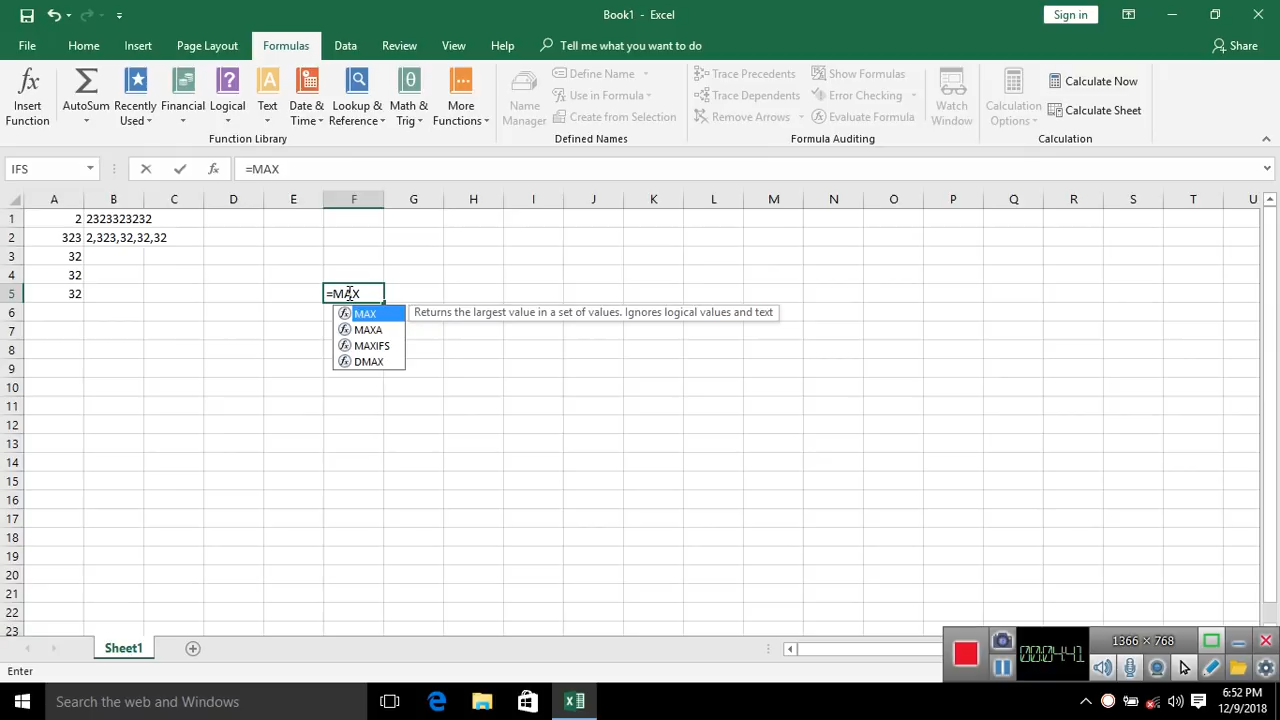 Book1 - Excel
Sign in
File Home Insert Page Layout Formulas Data Review View Help Tell me what you want to do Share
Insert Function
AutoSum
Recently Used
Financial
Logical
Text
Date & Time
Lookup & Reference
Math & Trig
More Functions
Function Library
Name Manager
Define Name
Use in Formula
Create from Selection
Defined Names
Trace Precedents
Trace Dependents
Remove Arrows
Show Formulas
Error Checking
Evaluate Formula
Formula Auditing
Watch Window
Calculation Options
Calculate Now
Calculate Sheet
Calculation
IFS
=MAX
A B C D E F G H I J K L M N O P Q R S T U
1 2 2323323232
2 323 2,323,32,32,32
3 32
4 32
5 32 =MAX
6 MAX Returns the largest value in a set of values. Ignores logical values and text
7 MAXA
8 MAXIFS
DMAX
9
10
11
12
13
14
15
16
17
18
19
20
21
22
23
Sheet1
Enter
1366 × 768
00:04:41
Search the web and Windows
6:52 PM
12/9/2018